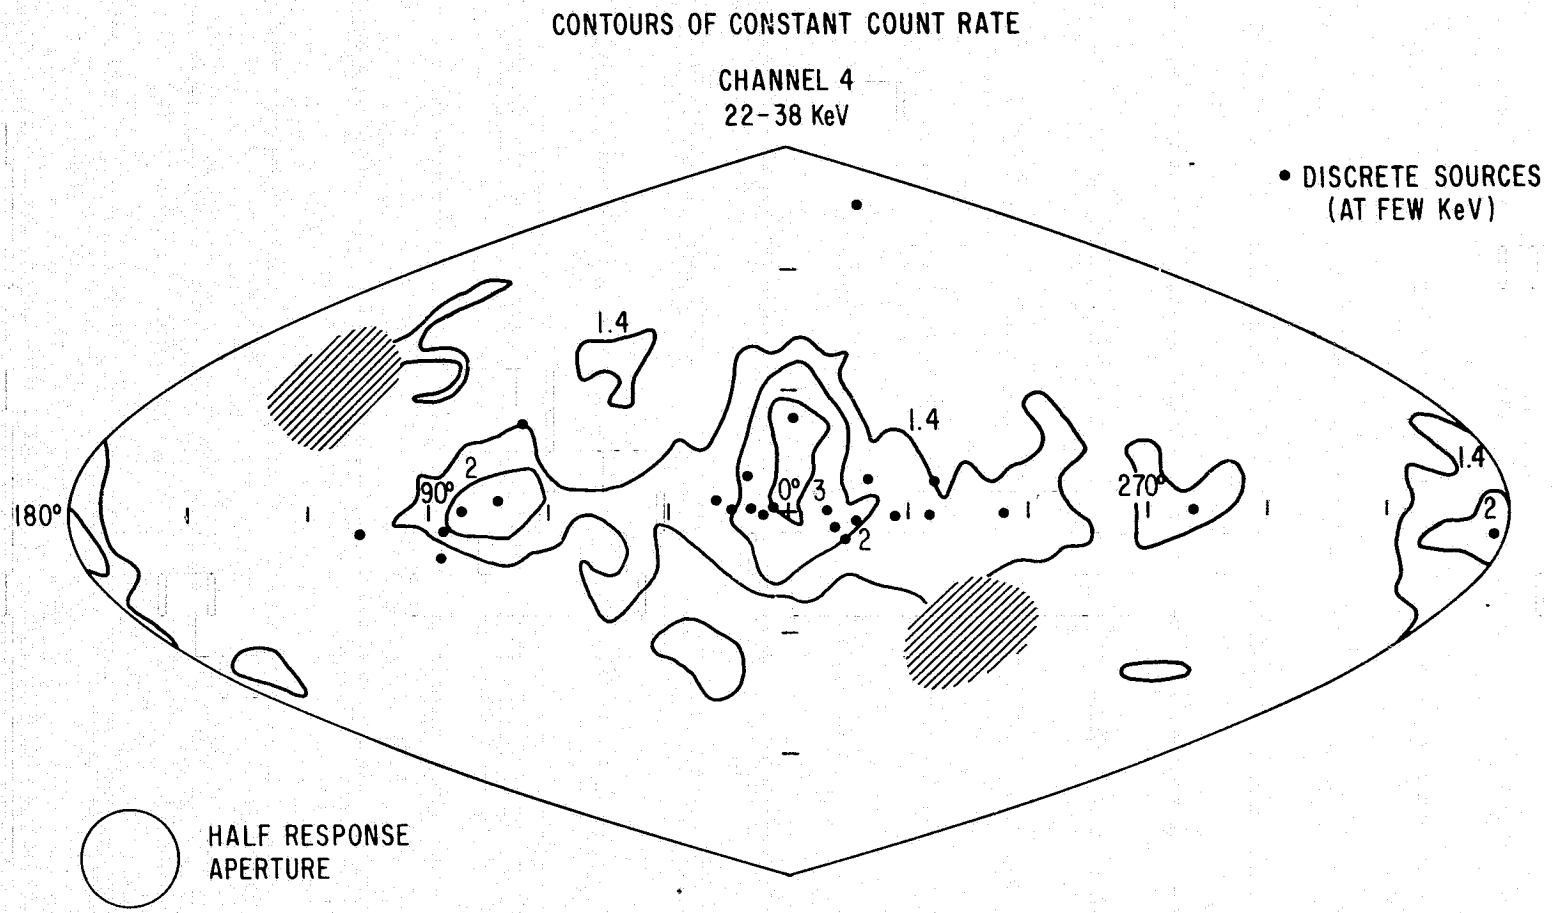 CONTOURS OF CONSTANT COUNT RATE
CHANNEL 4
22-38 KeV
• DISCRETE SOURCES
(AT FEW KeV)
1.4
1.4
1.4
2
90°
0°
3
270°
2
180°
2
HALF RESPONSE
APERTURE